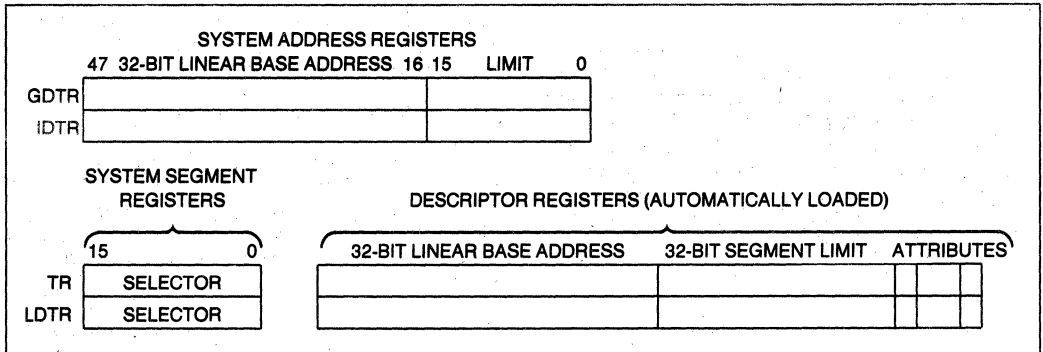 SYSTEM ADDRESS REGISTERS
47 32-BIT LINEAR BASE ADDRESS 16 15 LIMIT 0
GDTR
IDTR
SYSTEM SEGMENT
REGISTERS
DESCRIPTOR REGISTERS (AUTOMATICALLY LOADED)
15 0
32-BIT LINEAR BASE ADDRESS 32-BIT SEGMENT LIMIT ATTRIBUTES
TR SELECTOR
LDTR SELECTOR